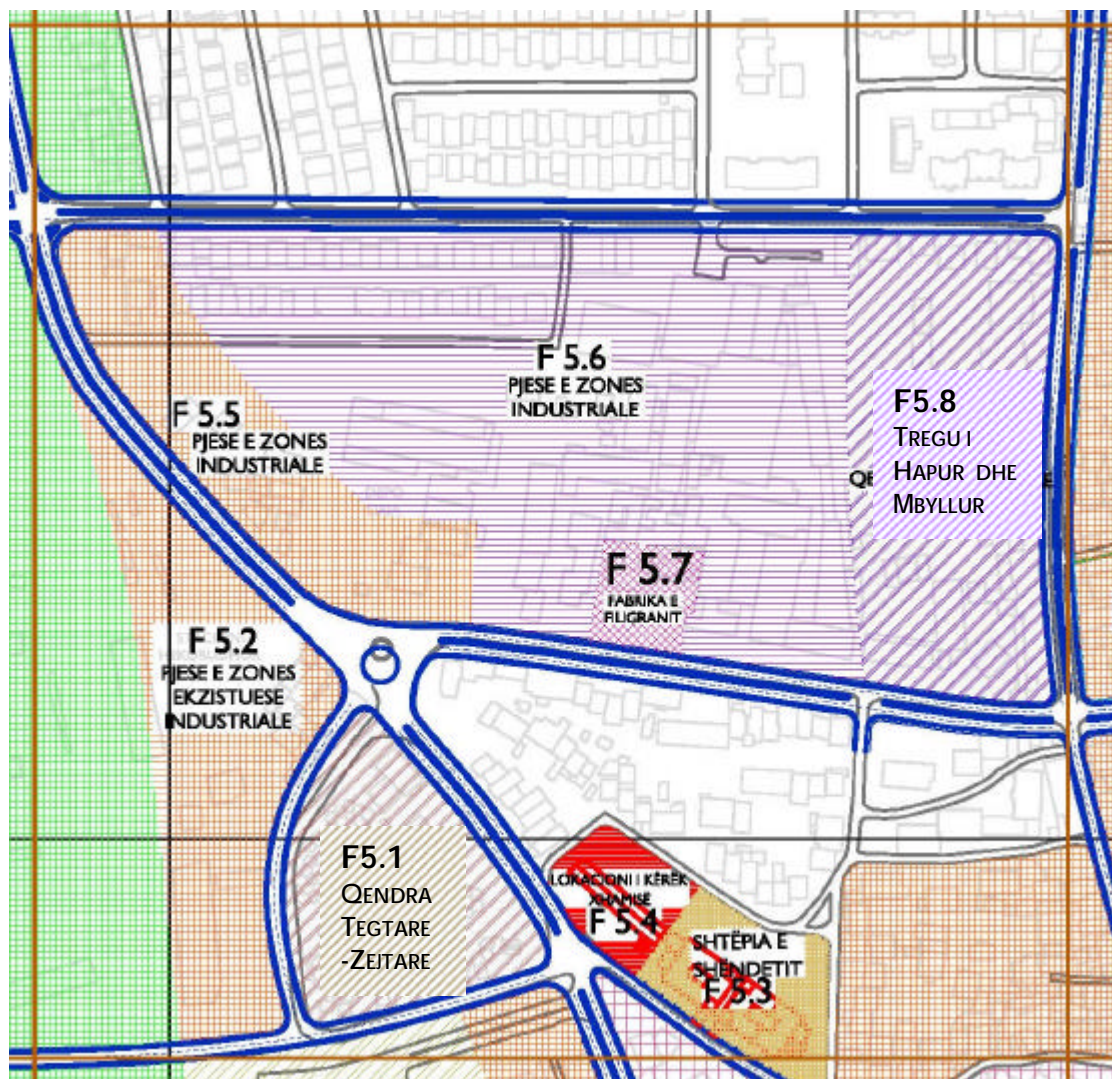 F 5.6
PJESE E ZONES
INDUSTRIALE
F5.8
TREGU I
HAPUR DHE
MBYLLUR
F 5.5
PJESE E ZONES
INDUSTRIALE
QE
F 5.7
FABRIKA E
FILIGRANIT
F 5.2
PJESE E ZONES
EKZISTUESE
INDUSTRIALE
F5.1
QENDRA
TEGTARE
-ZEJTARE
LOKACIONI I KËRËK
XHAMISË
F 5.4
SHTËPIA E
SHËNDETIT
F 5.3